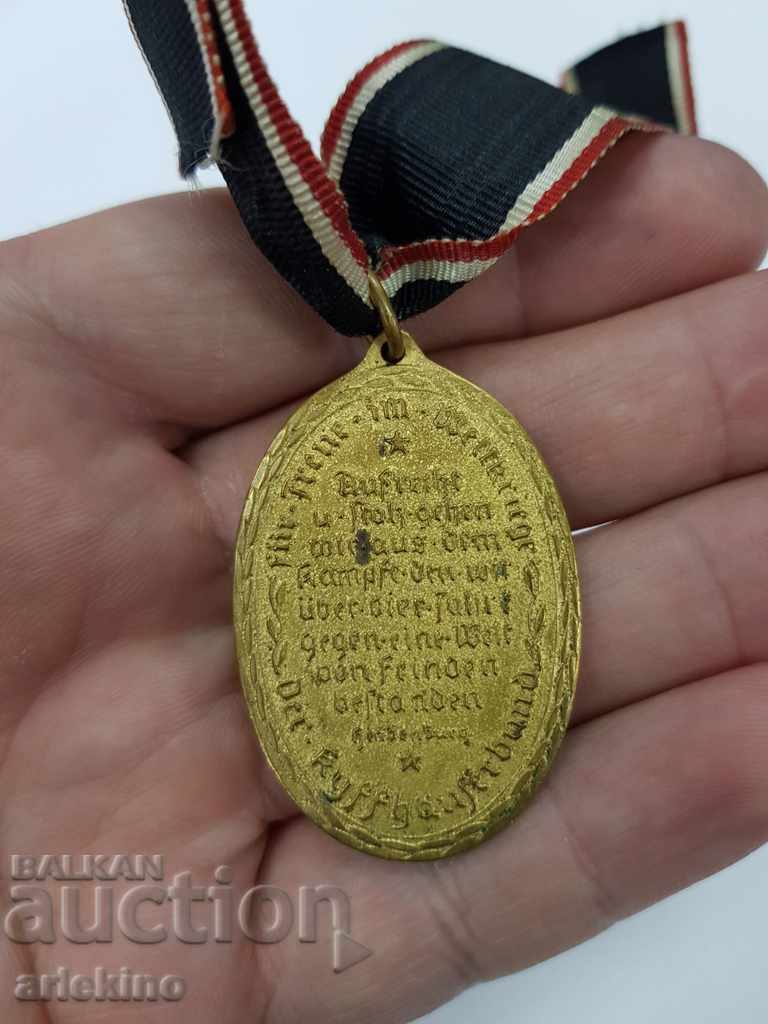 Für · Treue · im · Weltkriege
Aufrecht
u · stolz · gehen
wir · aus · dem
Kampfe · den · wir
über · vier · Jahre
gegen · eine · Welt
von Feinden
bestanden
Hindenburg
Der · Kyffhäuserbund
BALKAN
auction
arlekino